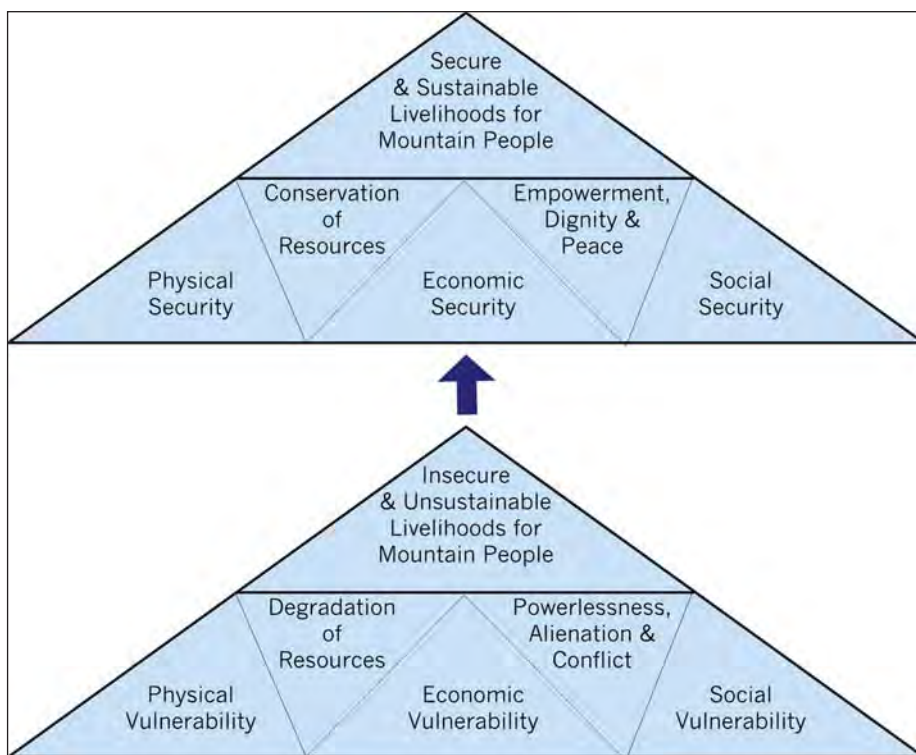 Secure
& Sustainable
Livelihoods for
Mountain People
Conservation
of
Resources
Empowerment,
Dignity &
Peace
Physical
Security
Economic
Security
Social
Security
Insecure
& Unsustainable
Livelihoods for
Mountain People
Degradation
of
Resources
Powerlessness,
Alienation &
Conflict
Physical
Vulnerability
Economic
Vulnerability
Social
Vulnerability